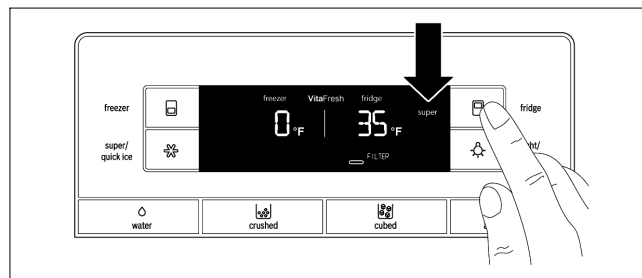 freezer VitaFresh fridge
super
freezer
fridge
0 °F 35 °F
super/
quick ice
FILTER
water
crushed
cubed